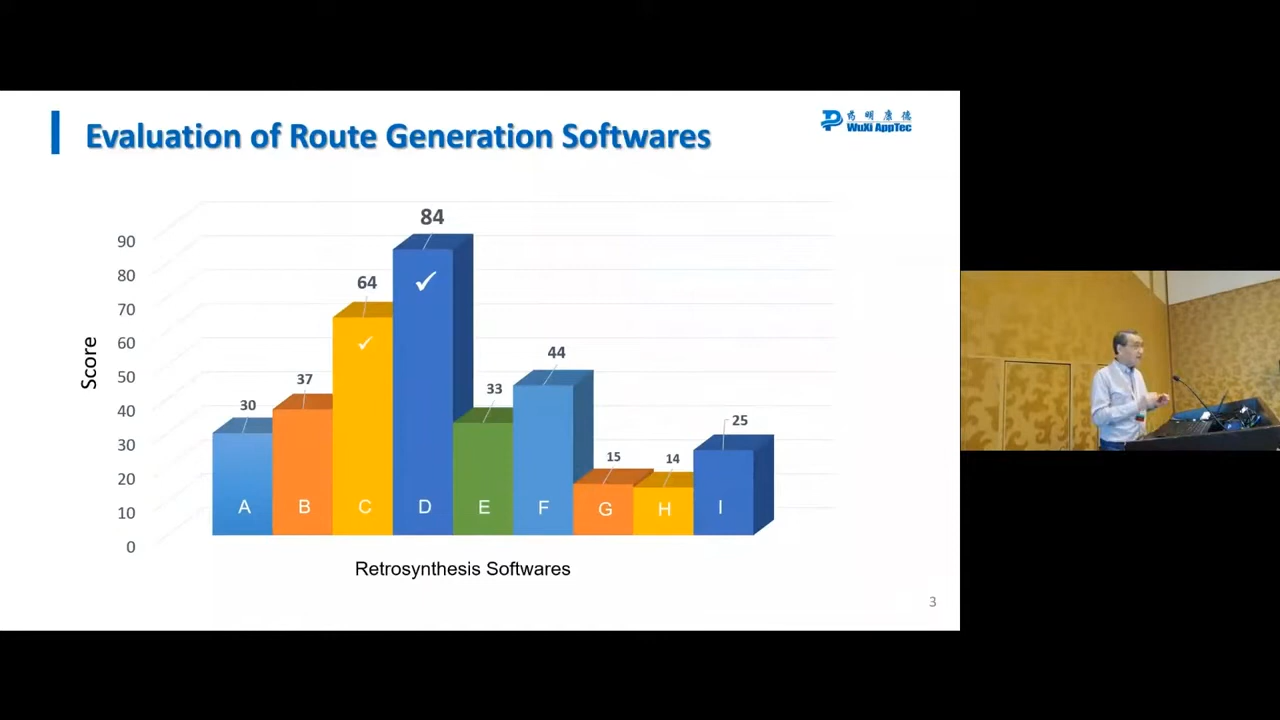 Evaluation of Route Generation Softwares
药 明 康 德
WuXi AppTec
84
90
80
64
70
60
44
50
37
33
Score
40
30
25
30
15
14
20
10
A
B
C
D
E
F
G
H
I
0
Retrosynthesis Softwares
3